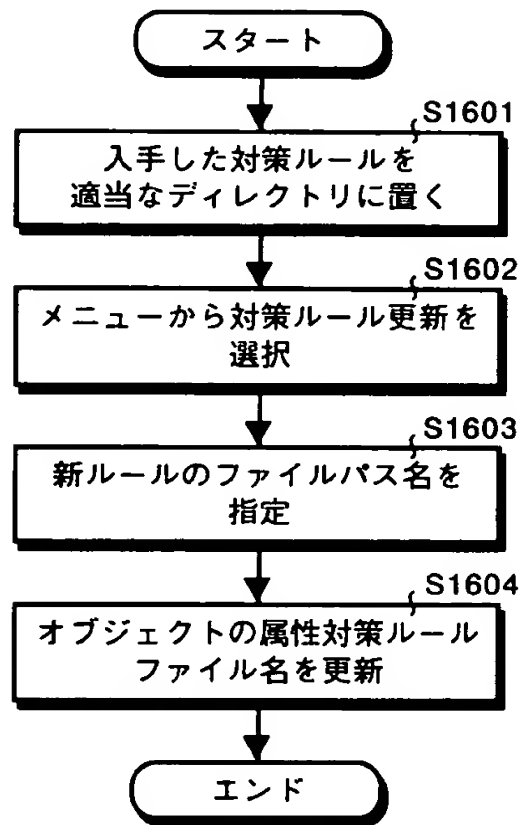 スタート
S1601
入手した対策ルールを
適当なディレクトリに置く
S1602
メニューから対策ルール更新を
選択
S1603
新ルールのファイルパス名を
指定
S1604
オブジェクトの属性対策ルール
ファイル名を更新
エンド